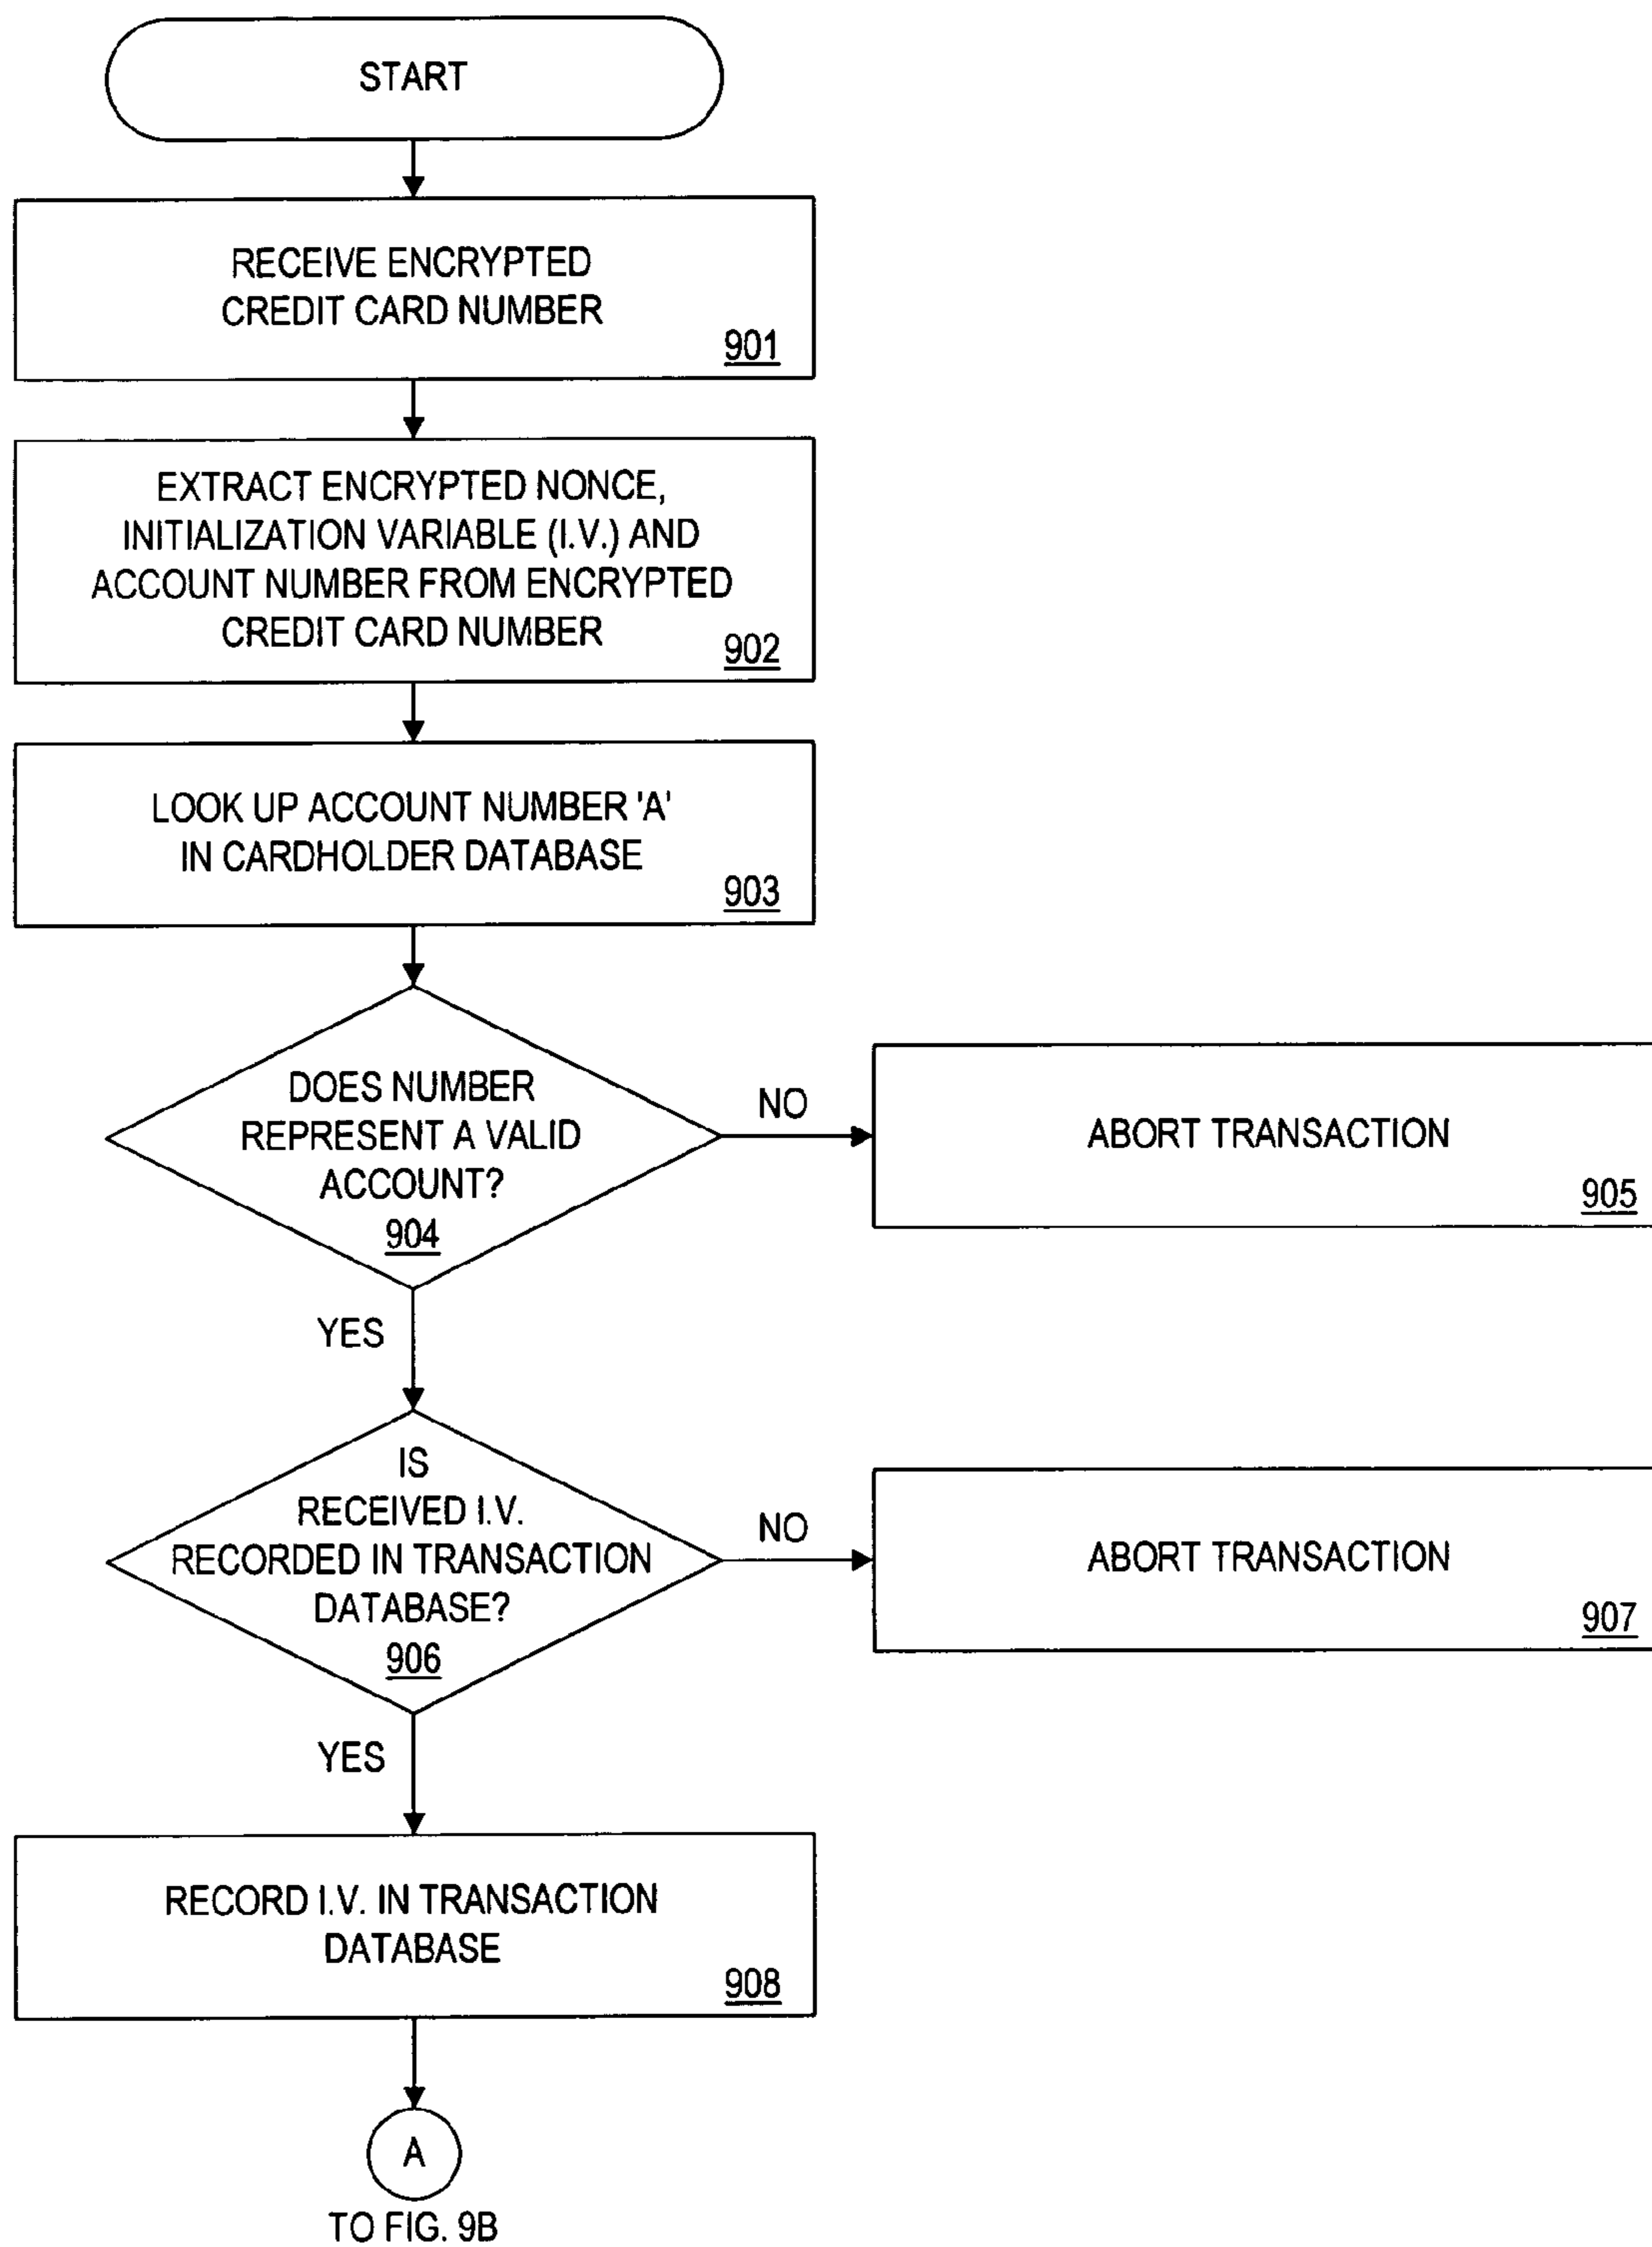 START
RECEIVE ENCRYPTED
CREDIT CARD NUMBER
901
EXTRACT ENCRYPTED NONCE,
INITIALIZATION VARIABLE (I.V.) AND
ACCOUNT NUMBER FROM ENCRYPTED
CREDIT CARD NUMBER
902
LOOK UP ACCOUNT NUMBER 'A'
IN CARDHOLDER DATABASE
903
DOES NUMBER
REPRESENT A VALID
ACCOUNT?
904
NO
ABORT TRANSACTION
905
YES
IS
RECEIVED I.V.
RECORDED IN TRANSACTION
DATABASE?
906
NO
ABORT TRANSACTION
907
YES
RECORD I.V. IN TRANSACTION
DATABASE
908
A
TO FIG. 9B